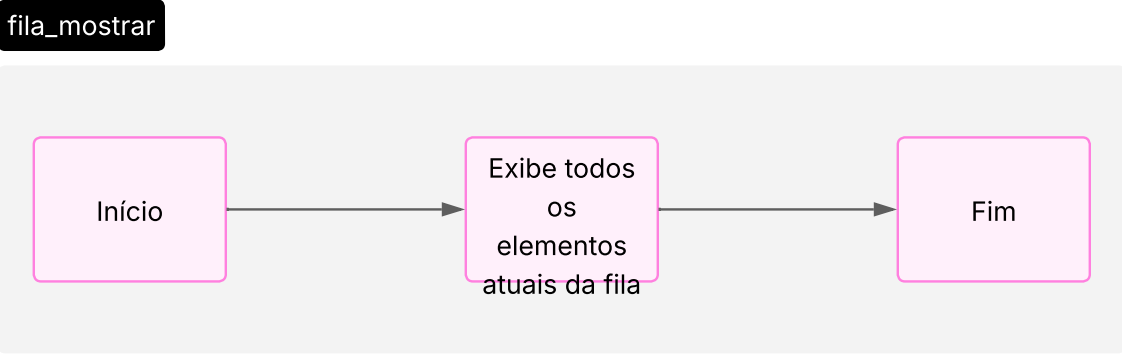 fila_mostrar
Início
Exibe todos
os
elementos
atuais da fila
Fim